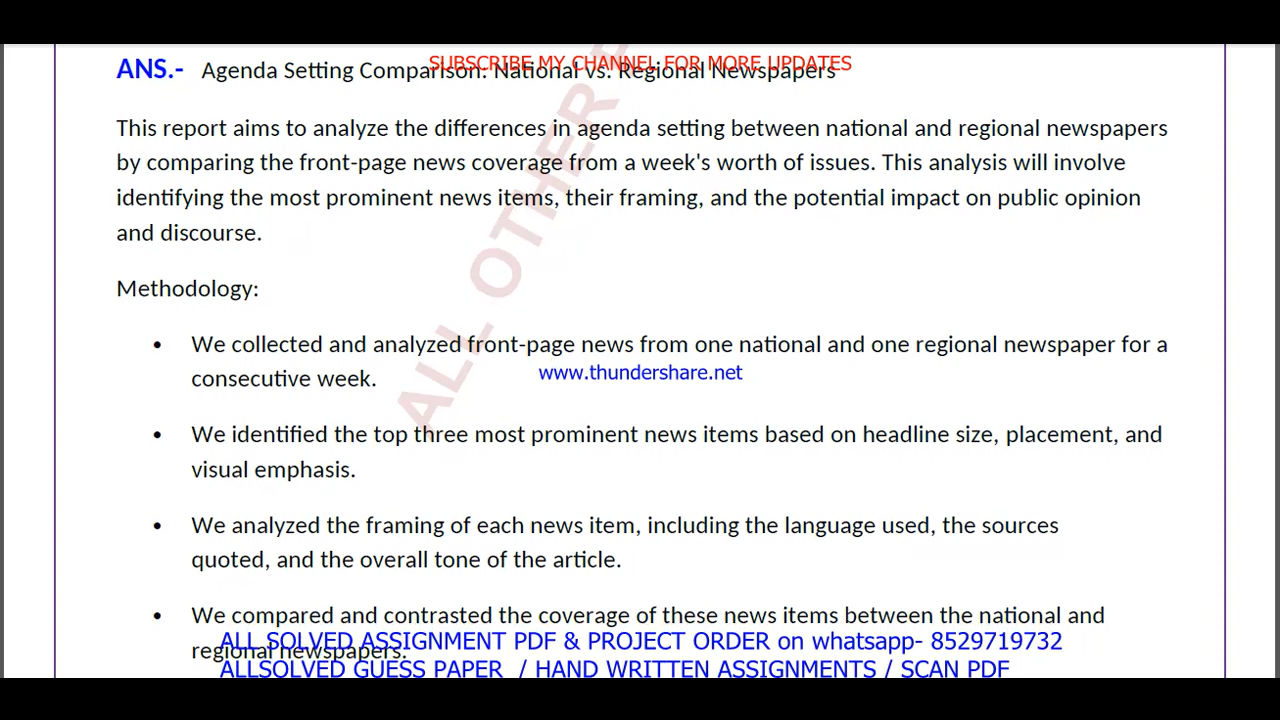 SUBSCRIBE MY CHANNEL FOR MORE UPDATES
ANS.- Agenda Setting Comparison: National vs. Regional Newspapers
This report aims to analyze the differences in agenda setting between national and regional newspapers
by comparing the front-page news coverage from a week's worth of issues. This analysis will involve
identifying the most prominent news items, their framing, and the potential impact on public opinion
and discourse.
Methodology:
• We collected and analyzed front-page news from one national and one regional newspaper for a
consecutive week.
www.thundershare.net
• We identified the top three most prominent news items based on headline size, placement, and
visual emphasis.
• We analyzed the framing of each news item, including the language used, the sources
quoted, and the overall tone of the article.
• We compared and contrasted the coverage of these news items between the national and
regional newspapers.
ALL SOLVED ASSIGNMENT PDF & PROJECT ORDER on whatsapp- 8529719732
ALLSOLVED GUESS PAPER / HAND WRITTEN ASSIGNMENTS / SCAN PDF
ALL OTHER